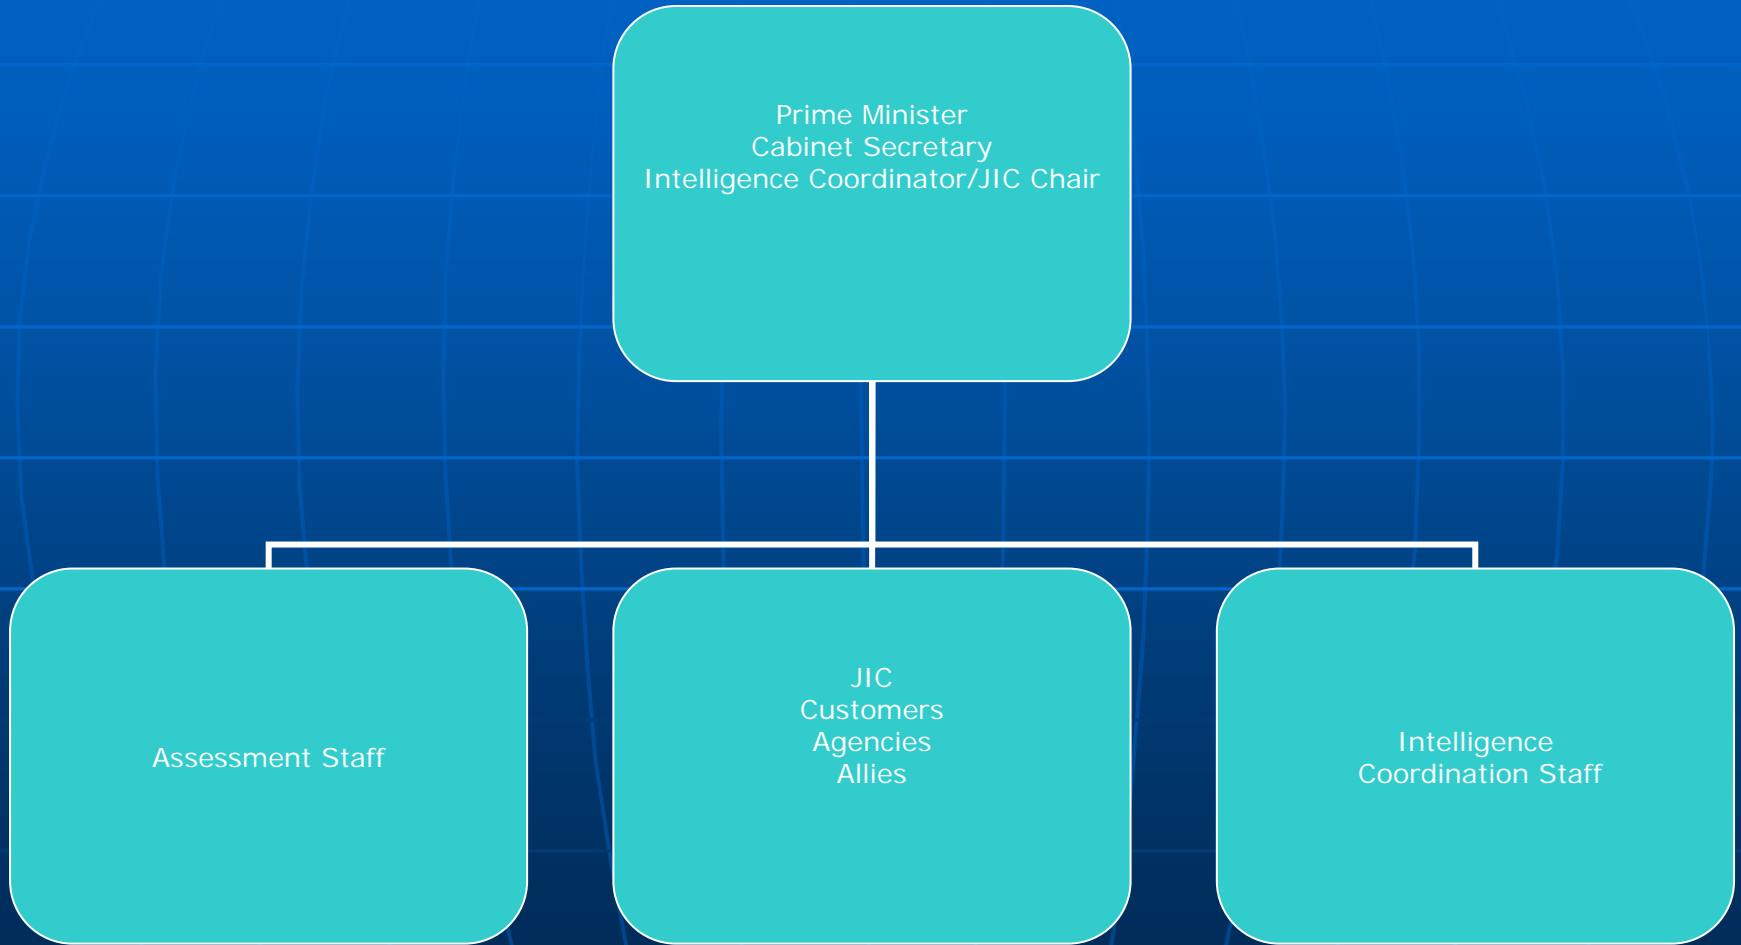 Prime Minister
Cabinet Secretary
Intelligence Coordinator/JIC Chair
Assessment Staff
JIC
Customers
Agencies
Allies
Intelligence
Coordination Staff